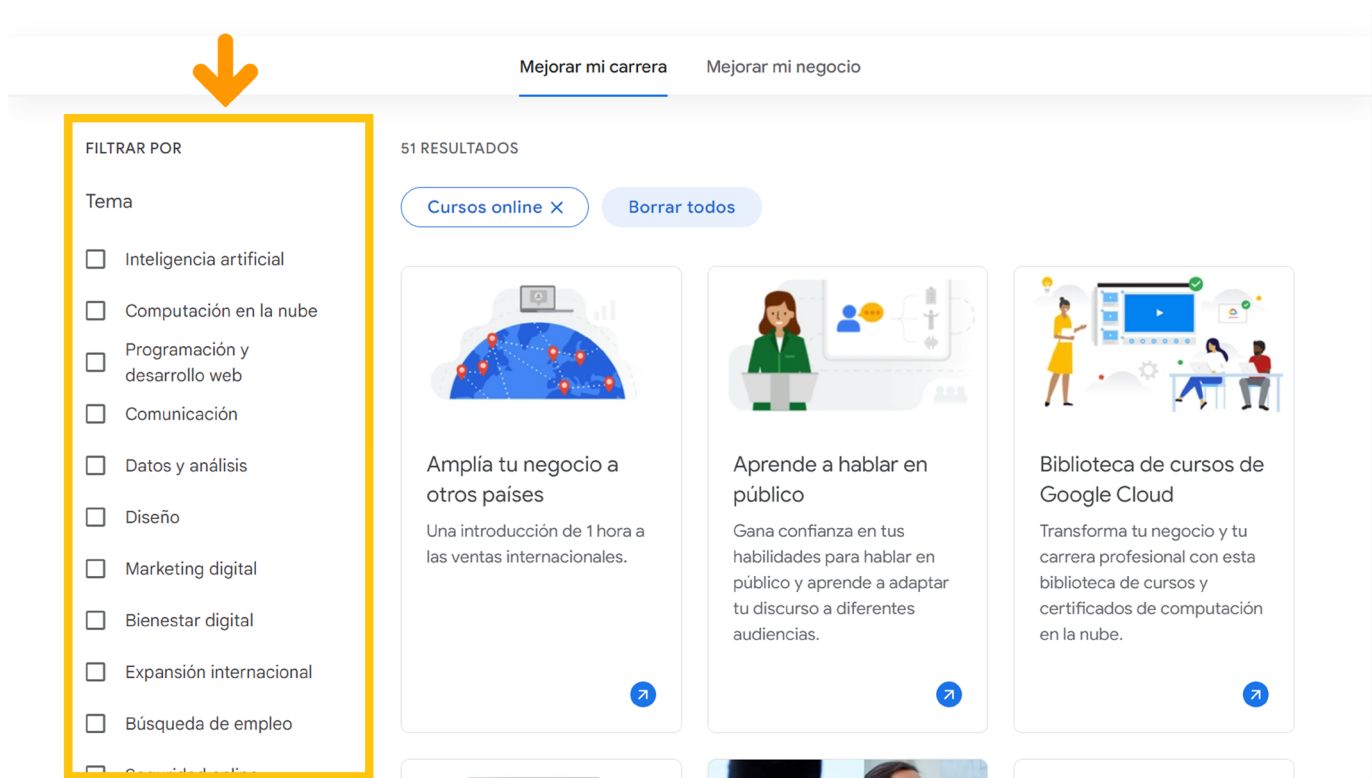 Mejorar mi carrera
Mejorar mi negocio
FILTRAR POR
Tema
Inteligencia artificial
Computación en la nube
Programación y
desarrollo web
Comunicación
Datos y análisis
Diseño
Marketing digital
Bienestar digital
Expansión internacional
Búsqueda de empleo
51 RESULTADOS
Cursos online
Borrar todos
Amplía tu negocio a
otros países
Una introducción de 1 hora a
las ventas internacionales.
Aprende a hablar en
público
Gana confianza en tus
habilidades para hablar en
público y aprende a adaptar
tu discurso a diferentes
audiencias.
Biblioteca de cursos de
Google Cloud
Transforma tu negocio y tu
carrera profesional con esta
biblioteca de cursos y
certificados de computación
en la nube.